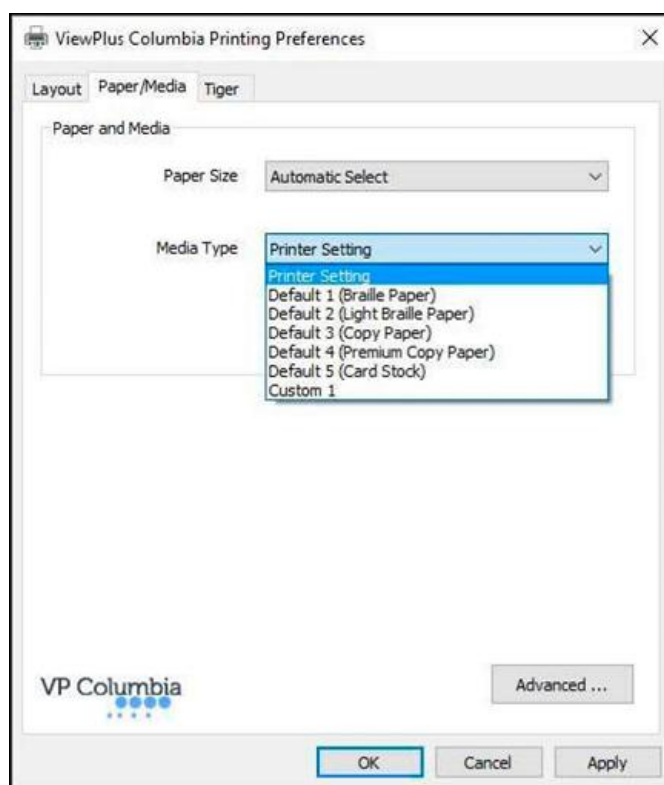 ViewPlus Columbia Printing Preferences
Layout Paper/Media Tiger
Paper and Media
Paper Size Automatic Select
Media Type Printer Setting
Printer Setting
Default 1 (Braille Paper)
Default 2 (Light Braille Paper)
Default 3 (Copy Paper)
Default 4 (Premium Copy Paper)
Default 5 (Card Stock)
Custom 1
VP Columbia
Advanced ...
OK Cancel Apply